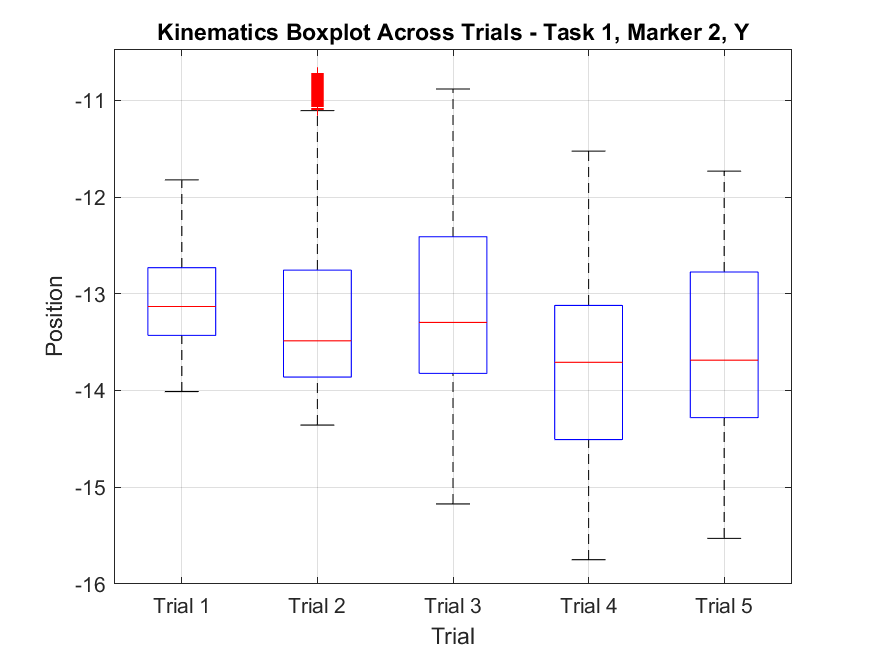 Kinematics Boxplot Across Trials - Task 1, Marker 2, Y
-11
-12
-13
-14
-15
-16
Position
Trial 1 Trial 2 Trial 3 Trial 4 Trial 5
Trial